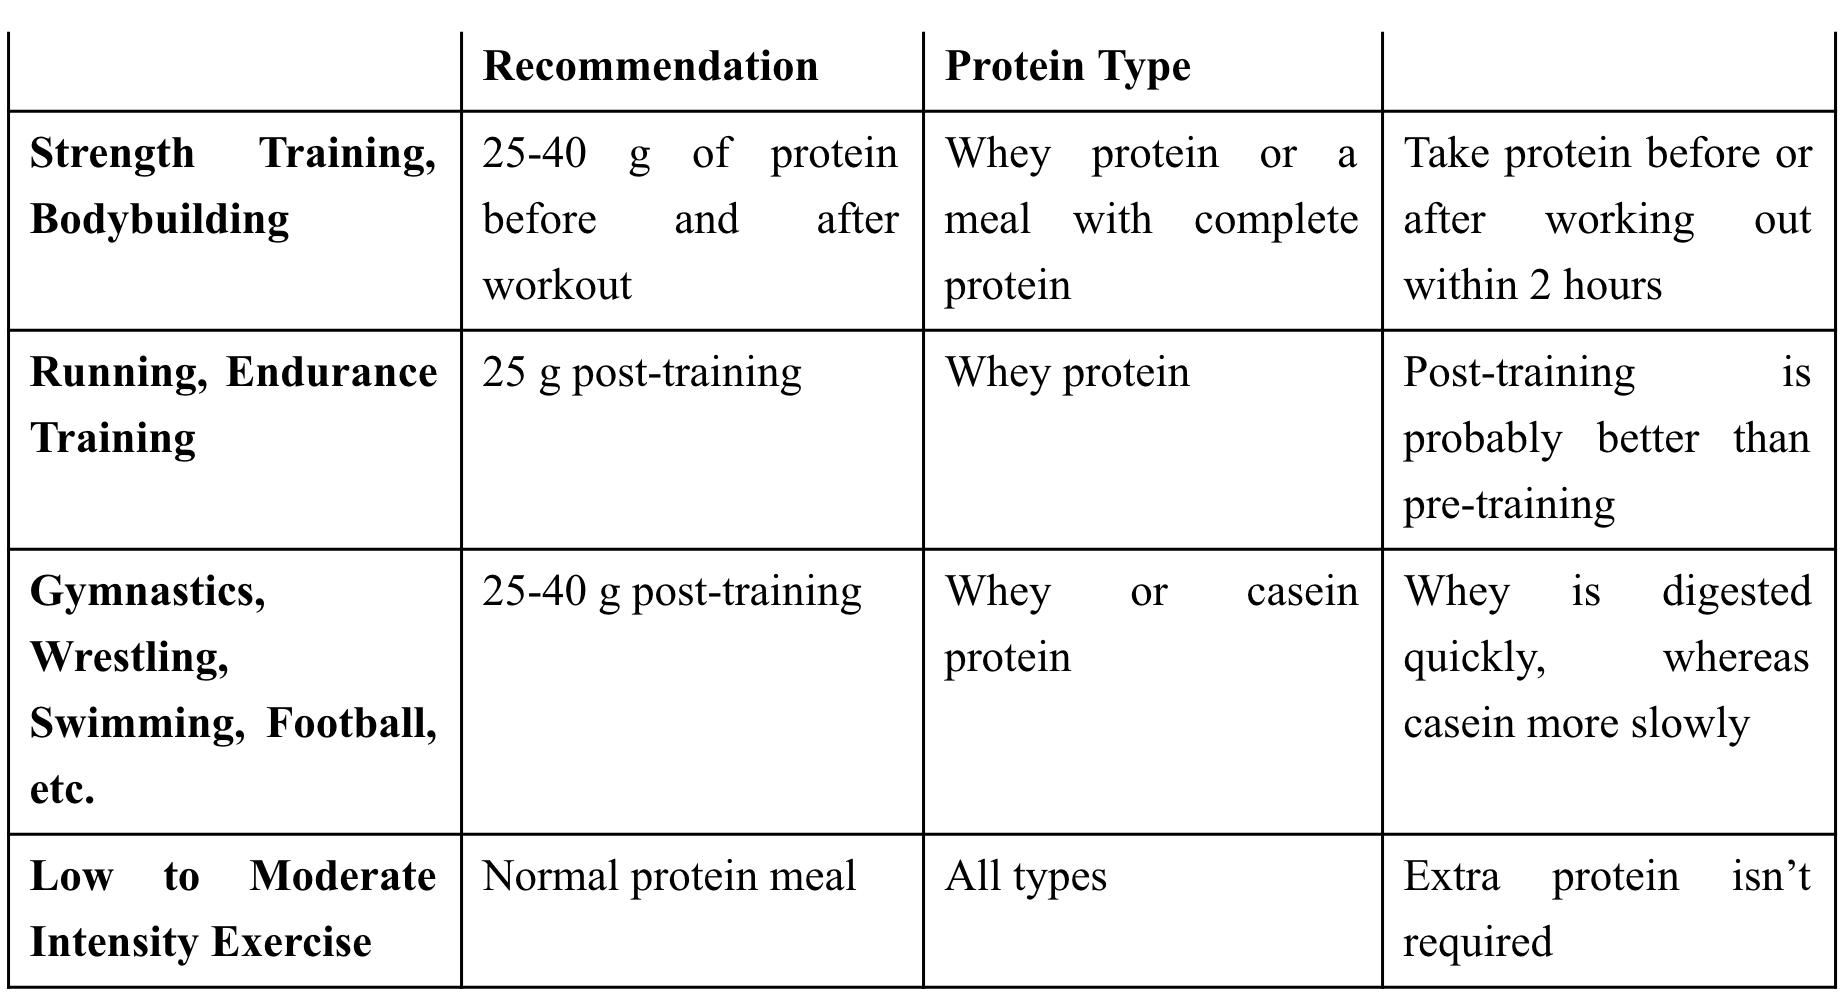 Recommendation
Protein Type
Strength Training,
Bodybuilding
25-40 g of protein
before and after
workout
Whey protein or a
meal with complete
protein
Take protein before or
after working out
within 2 hours
Running, Endurance
Training
25 g post-training
Whey protein
Post-training is
probably better than
pre-training
Gymnastics,
Wrestling,
Swimming, Football,
etc.
25-40 g post-training
Whey or casein
protein
Whey is digested
quickly, whereas
casein more slowly
Low to Moderate
Intensity Exercise
Normal protein meal
All types
Extra protein isn’t
required